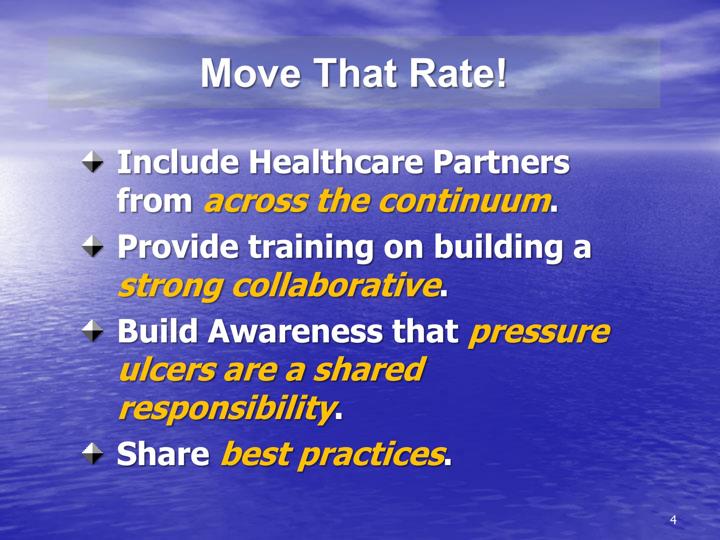 Move That Rate!
Include Healthcare Partners
from across the continuum.
Provide training on building a
strong collaborative.
Build Awareness that pressure
ulcers are a shared
responsibility.
Share best practices.
4